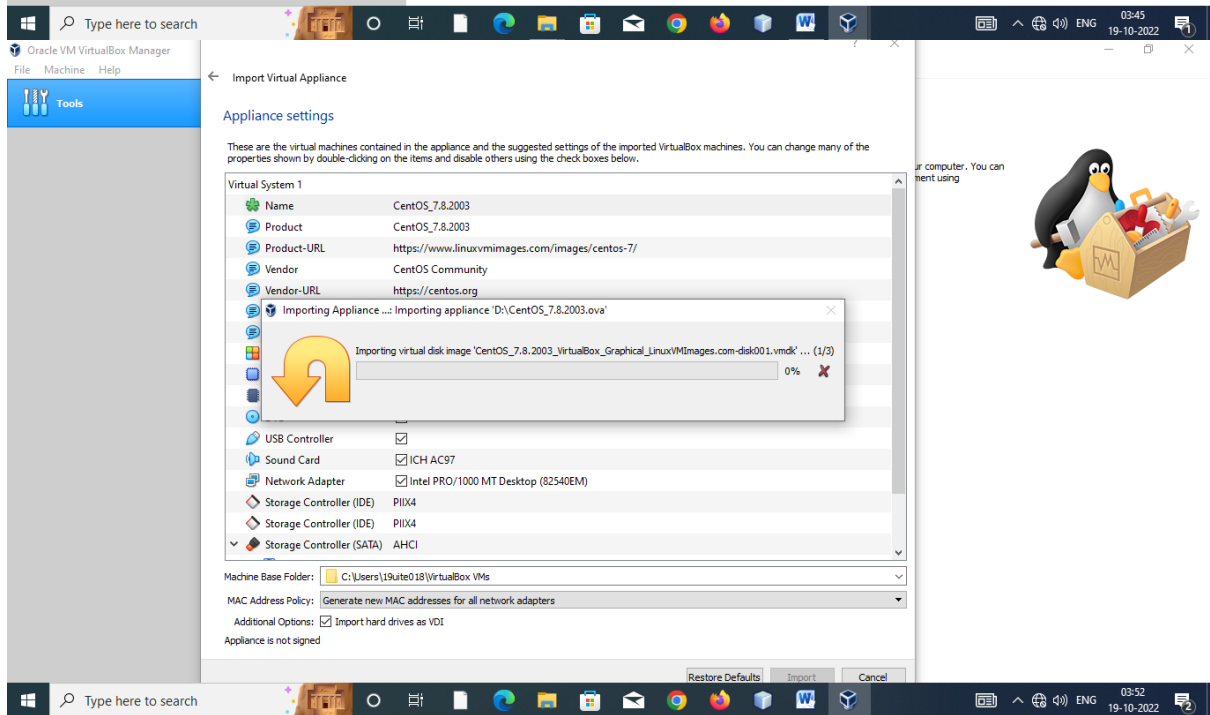 Type here to search
ENG
03:45
19-10-2022
1
Oracle VM VirtualBox Manager
File Machine Help
Tools
Import Virtual Appliance
Appliance settings
These are the virtual machines contained in the appliance and the suggested settings of the imported VirtualBox machines. You can change many of the
properties shown by double-clicking on the items and disable others using the check boxes below.
ur computer. You can
ment using
Virtual System 1
Name CentOS_7.8.2003
Product CentOS_7.8.2003
Product-URL https://www.linuxvmimages.com/images/centos-7/
Vendor CentOS Community
Vendor-URL https://centos.org
Importing Appliance ...: Importing appliance 'D:\CentOS_7.8.2003.ova'
Importing virtual disk image 'CentOS_7.8.2003_VirtualBox_Graphical_LinuxVMImages.com-disk001.vmdk' ... (1/3)
0%
USB Controller
Sound Card ICH AC97
Network Adapter Intel PRO/1000 MT Desktop (82540EM)
Storage Controller (IDE) PIIX4
Storage Controller (IDE) PIIX4
Storage Controller (SATA) AHCI
Machine Base Folder: C:\Users\19uite018\VirtualBox VMs
MAC Address Policy: Generate new MAC addresses for all network adapters
Additional Options: Import hard drives as VDI
Appliance is not signed
Restore Defaults Import Cancel
Type here to search
ENG
03:52
19-10-2022
2